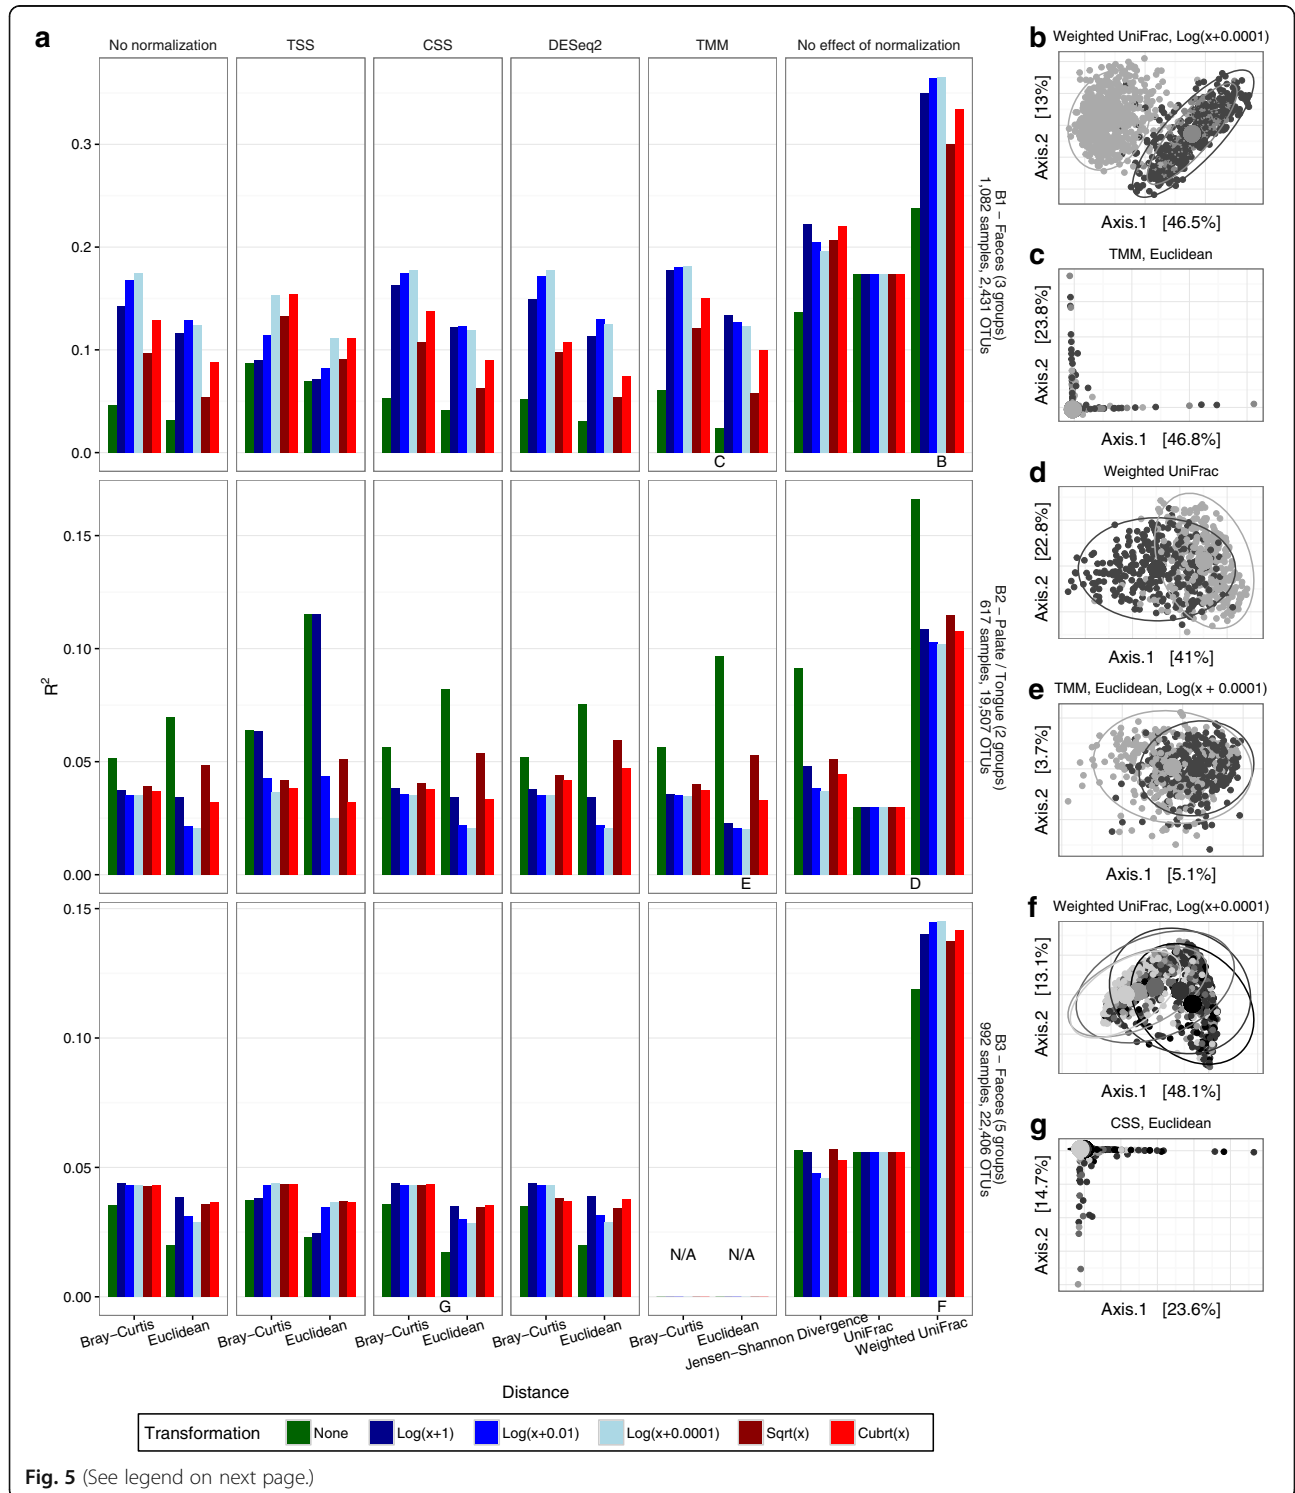 a
No normalization
TSS
CSS
DESeq2
TMM
No effect of normalization
0.3
0.2
0.1
0.0
C
B
B1 – Faeces (3 groups)
1,082 samples, 2,431 OTUs
R²
0.15
0.10
0.05
0.00
E
D
B2 – Palate / Tongue (2 groups)
617 samples, 19,507 OTUs
0.15
0.10
0.05
0.00
N/A
N/A
G
F
B3 – Faeces (5 groups)
992 samples, 22,406 OTUs
Bray–Curtis
Euclidean
Bray–Curtis
Euclidean
Bray–Curtis
Euclidean
Bray–Curtis
Euclidean
Bray–Curtis
Euclidean
Jensen–Shannon Divergence
UniFrac
Weighted UniFrac
Distance
Transformation
None
Log(x+1)
Log(x+0.01)
Log(x+0.0001)
Sqrt(x)
Cubrt(x)
b
Weighted UniFrac, Log(x+0.0001)
Axis.2 [13%]
Axis.1 [46.5%]
c
TMM, Euclidean
Axis.2 [23.8%]
Axis.1 [46.8%]
d
Weighted UniFrac
Axis.2 [22.8%]
Axis.1 [41%]
e
TMM, Euclidean, Log(x + 0.0001)
Axis.2 [3.7%]
Axis.1 [5.1%]
f
Weighted UniFrac, Log(x+0.0001)
Axis.2 [13.1%]
Axis.1 [48.1%]
g
CSS, Euclidean
Axis.2 [14.7%]
Axis.1 [23.6%]
Fig. 5 (See legend on next page.)